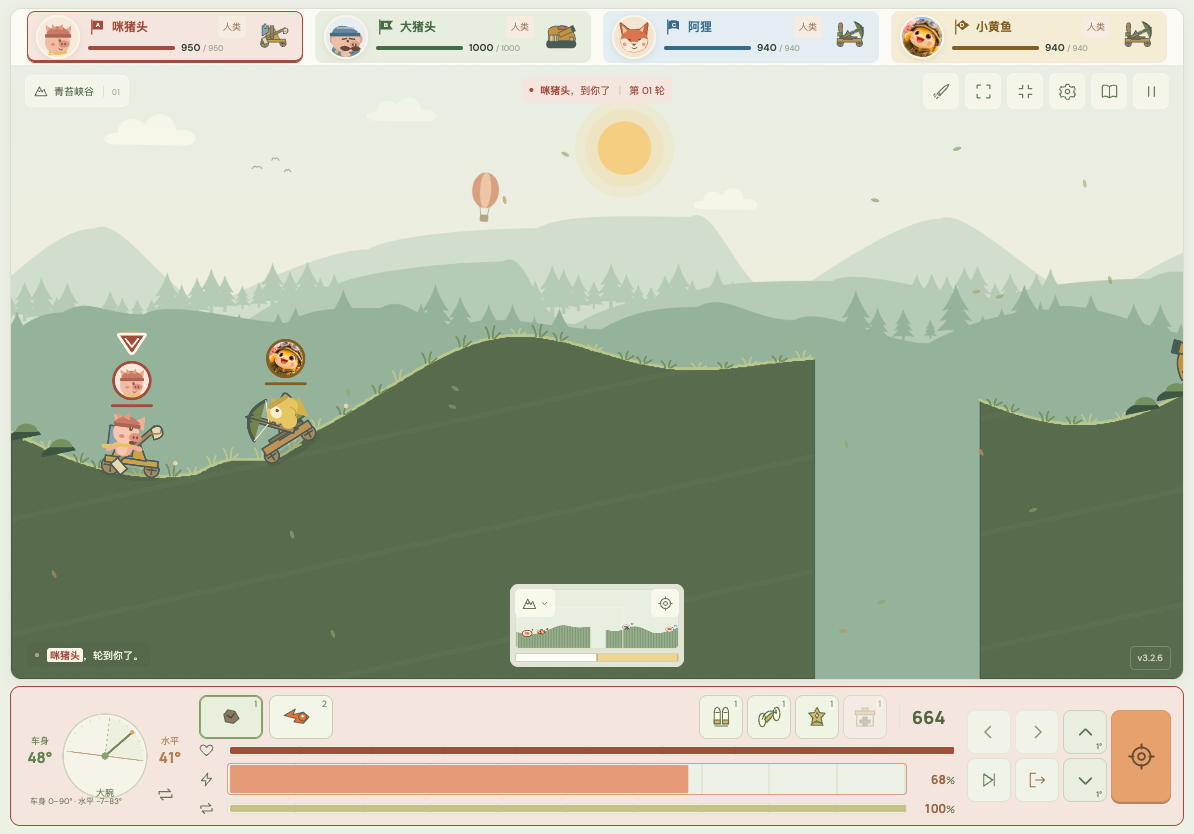 咪猪头 人类
950 / 950
大猪头 人类
1000 / 1000
阿狸 人类
940 / 940
小黄鱼 人类
940 / 940
青苔峡谷 01
咪猪头，到你了 第 01 轮
咪猪头，轮到你了。
v3.2.6
1
2
1
1
1
1
664
车身
48°
水平
41°
大腕
车身 0–90° · 水平 -7–83°
68%
100%
1°
1°